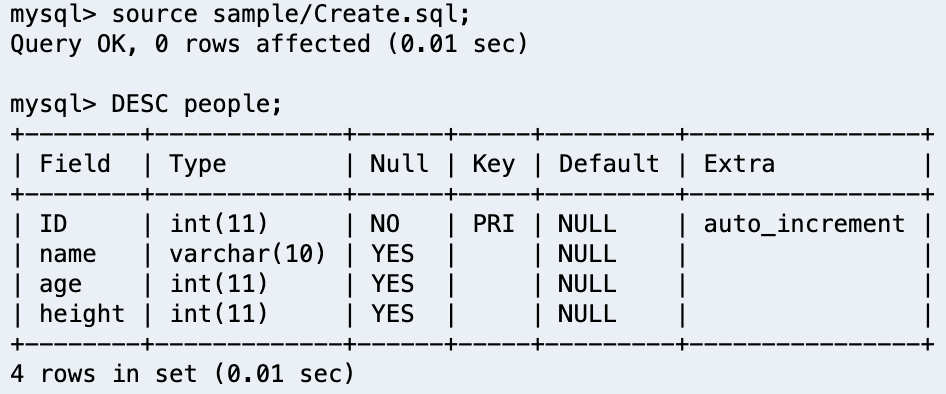 mysql> source sample/Create.sql;
Query OK, 0 rows affected (0.01 sec)

mysql> DESC people;
+--------+-------------+------+-----+---------+----------------+
| Field  | Type        | Null | Key | Default | Extra          |
+--------+-------------+------+-----+---------+----------------+
| ID     | int(11)     | NO   | PRI | NULL    | auto_increment |
| name   | varchar(10) | YES  |     | NULL    |                |
| age    | int(11)     | YES  |     | NULL    |                |
| height | int(11)     | YES  |     | NULL    |                |
+--------+-------------+------+-----+---------+----------------+
4 rows in set (0.01 sec)